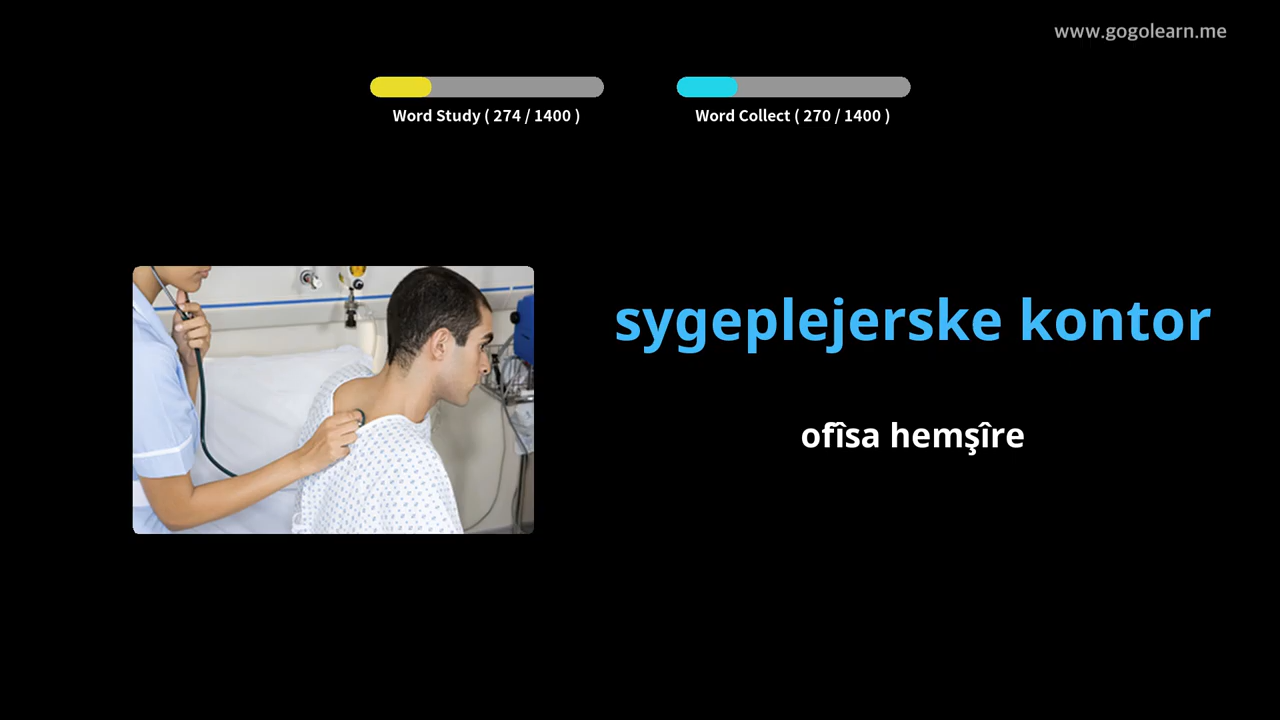 www.gogolearn.me
Word Study ( 274 / 1400 )
Word Collect ( 270 / 1400 )
sygeplejerske kontor
ofîsa hemşîre